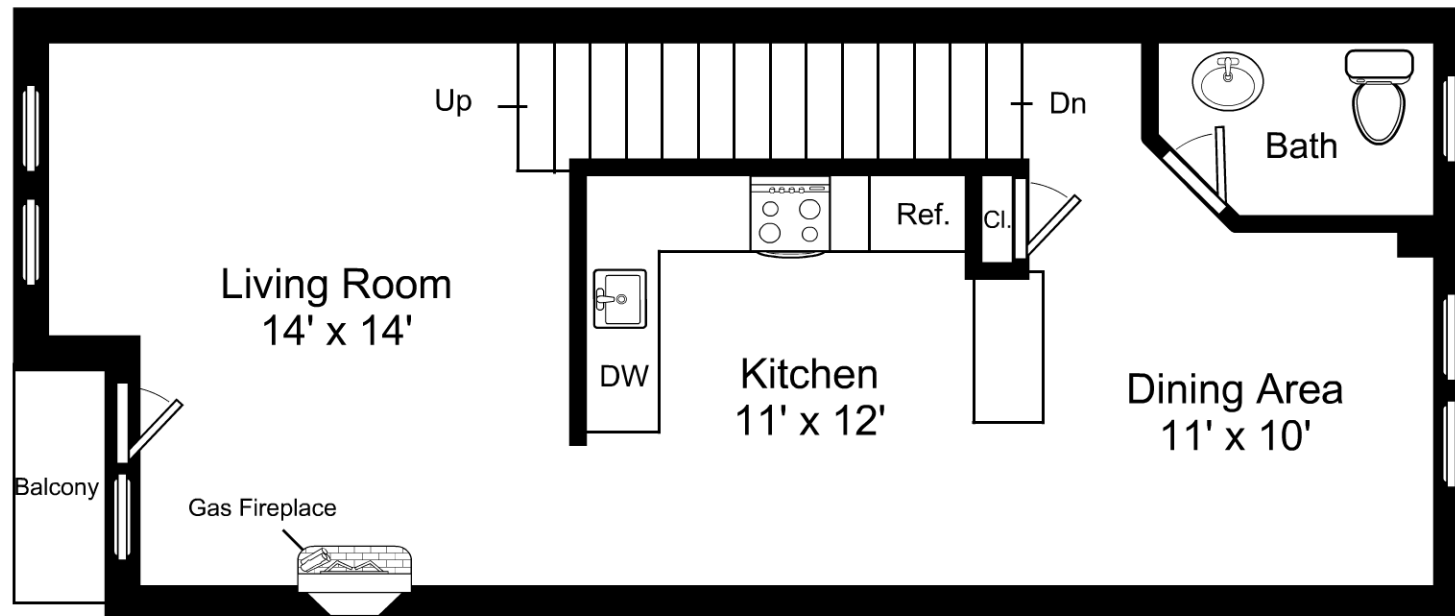 Up
Dn
Bath
Ref.
Cl.
Living Room
14' x 14'
DW
Kitchen
11' x 12'
Dining Area
11' x 10'
Balcony
Gas Fireplace